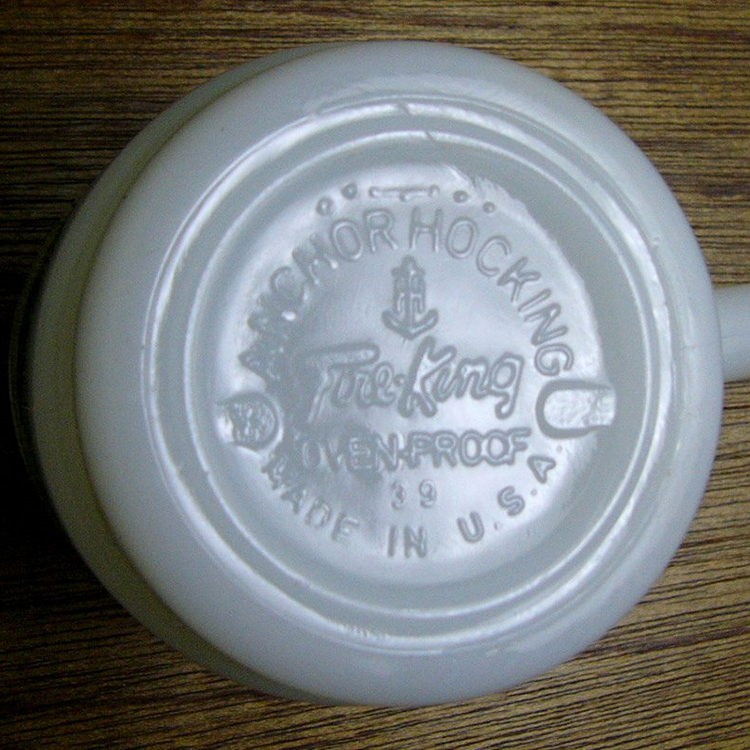 ANCHOR HOCKING
Fire-King
OVEN-PROOF
39
MADE IN U.S.A.